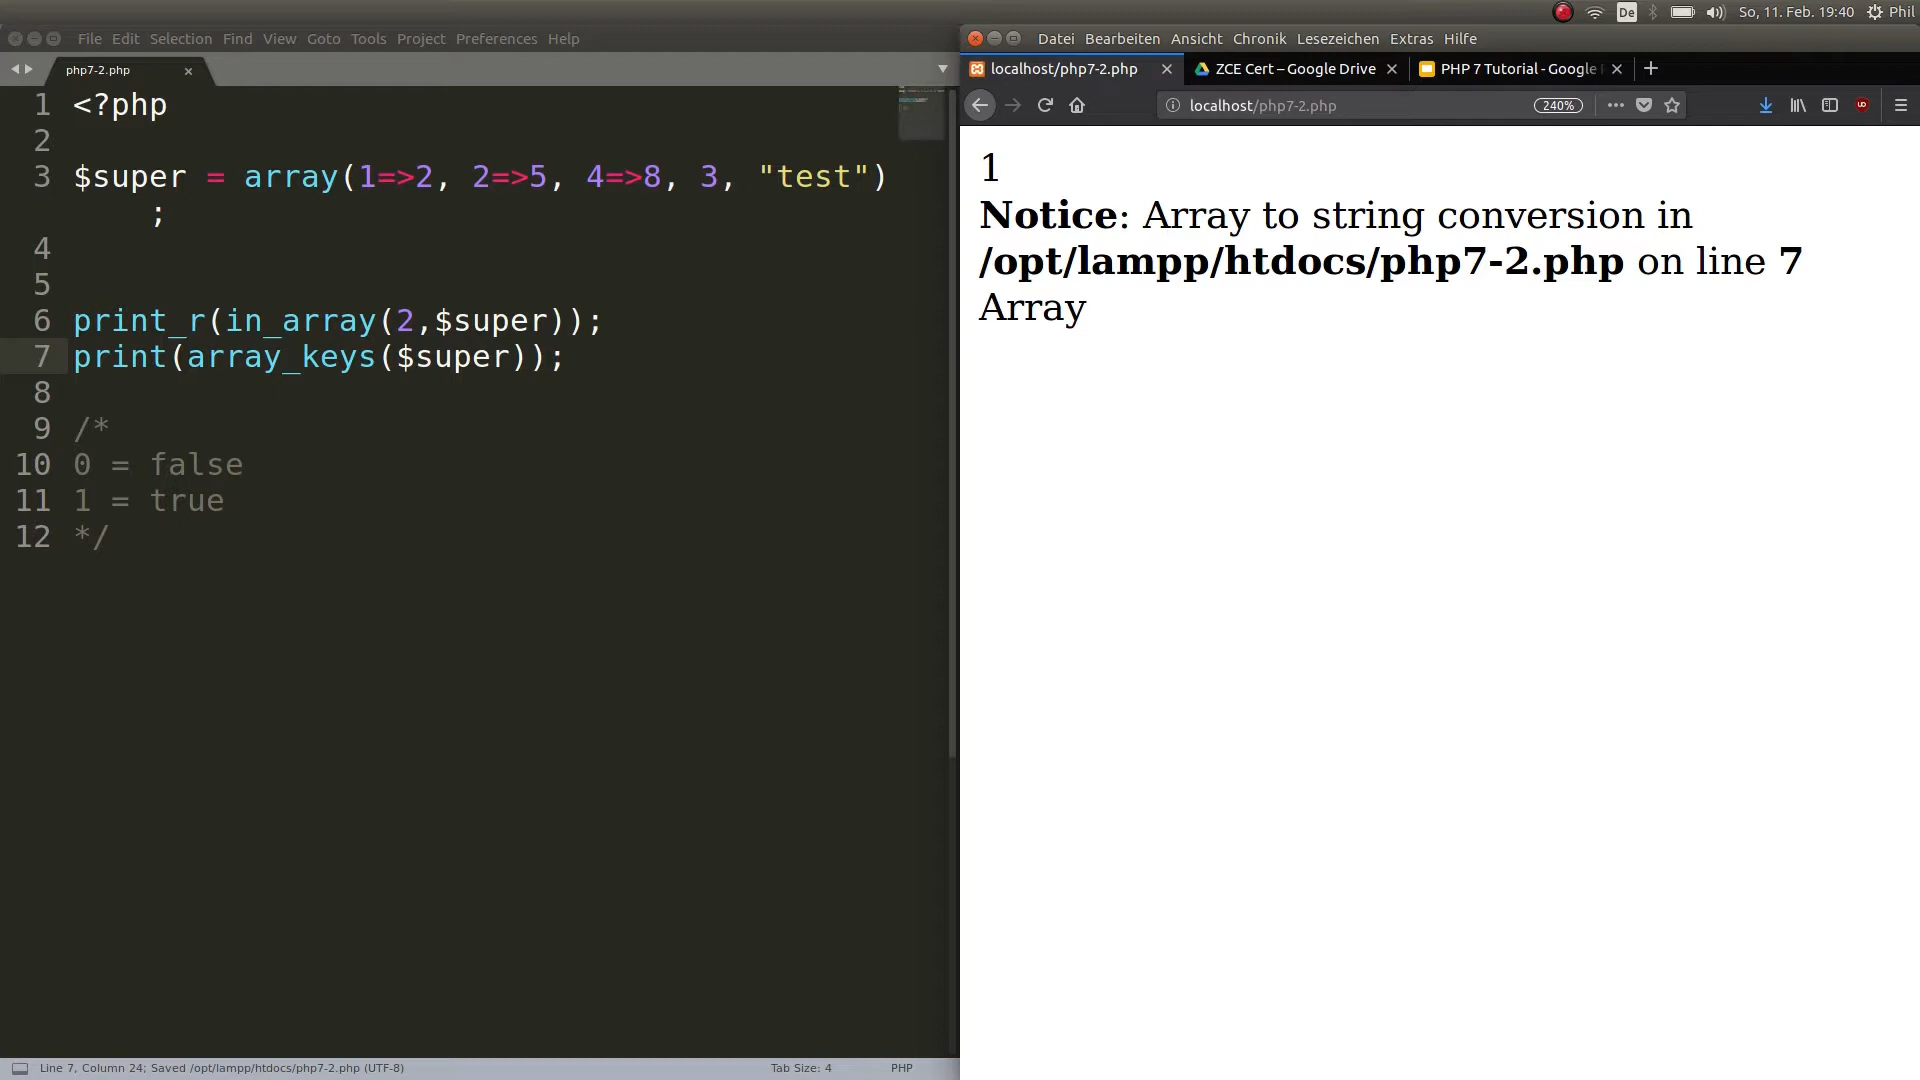 De So, 11. Feb. 19:40 Phil
File Edit Selection Find View Goto Tools Project Preferences Help
php7-2.php
1 <?php
2
3 $super = array(1=>2, 2=>5, 4=>8, 3, "test")
;
4
5
6 print_r(in_array(2,$super));
7 print(array_keys($super));
8
9 /*
10 0 = false
11 1 = true
12 */
Line 7, Column 24; Saved /opt/lampp/htdocs/php7-2.php (UTF-8) Tab Size: 4 PHP
Datei Bearbeiten Ansicht Chronik Lesezeichen Extras Hilfe
localhost/php7-2.php ZCE Cert – Google Drive PHP 7 Tutorial - Google
localhost/php7-2.php 240%
1
Notice: Array to string conversion in
/opt/lampp/htdocs/php7-2.php on line 7
Array